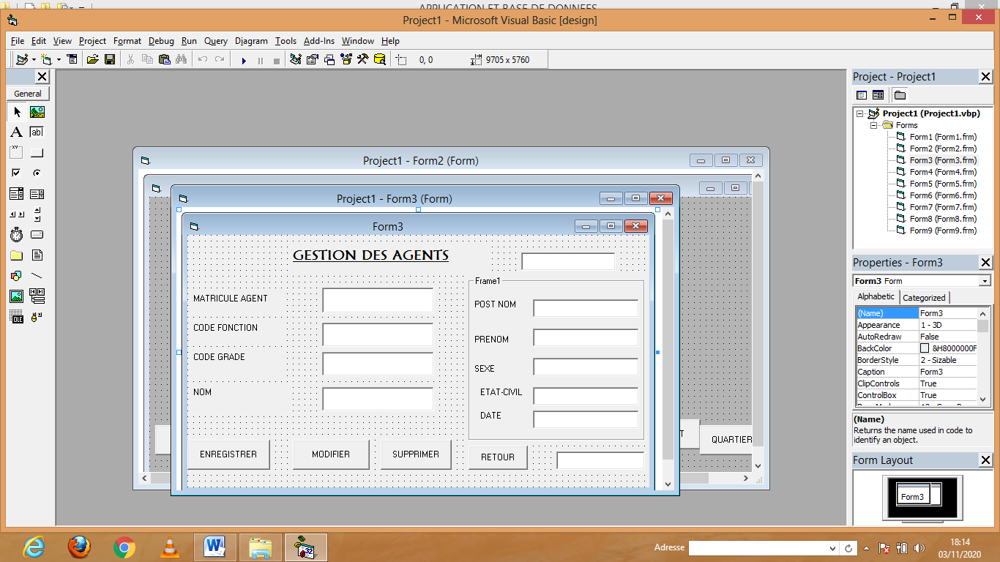 APPLICATION ET BASE DE DONNEES
Project1 - Microsoft Visual Basic [design]
File Edit View Project Format Debug Run Query Diagram Tools Add-Ins Window Help
0, 0 9705 x 5760
General
Project1 - Form2 (Form)
Project1 - Form3 (Form)
Form3
GESTION DES AGENTS
MATRICULE AGENT
CODE FONCTION
CODE GRADE
NOM
Frame1
POST NOM
PRENOM
SEXE
ETAT-CIVIL
DATE
ENREGISTRER MODIFIER SUPPRIMER RETOUR
QUARTIER
Project - Project1
Project1 (Project1.vbp)
Forms
Form1 (Form1.frm)
Form2 (Form2.frm)
Form3 (Form3.frm)
Form4 (Form4.frm)
Form5 (Form5.frm)
Form6 (Form6.frm)
Form7 (Form7.frm)
Form8 (Form8.frm)
Form9 (Form9.frm)
Properties - Form3
Form3 Form
Alphabetic Categorized
(Name) Form3
Appearance 1 - 3D
AutoRedraw False
BackColor &H8000000F
BorderStyle 2 - Sizable
Caption Form3
ClipControls True
ControlBox True
(Name)
Returns the name used in code to
identify an object.
Form Layout
Form3
Adresse
18:14
03/11/2020